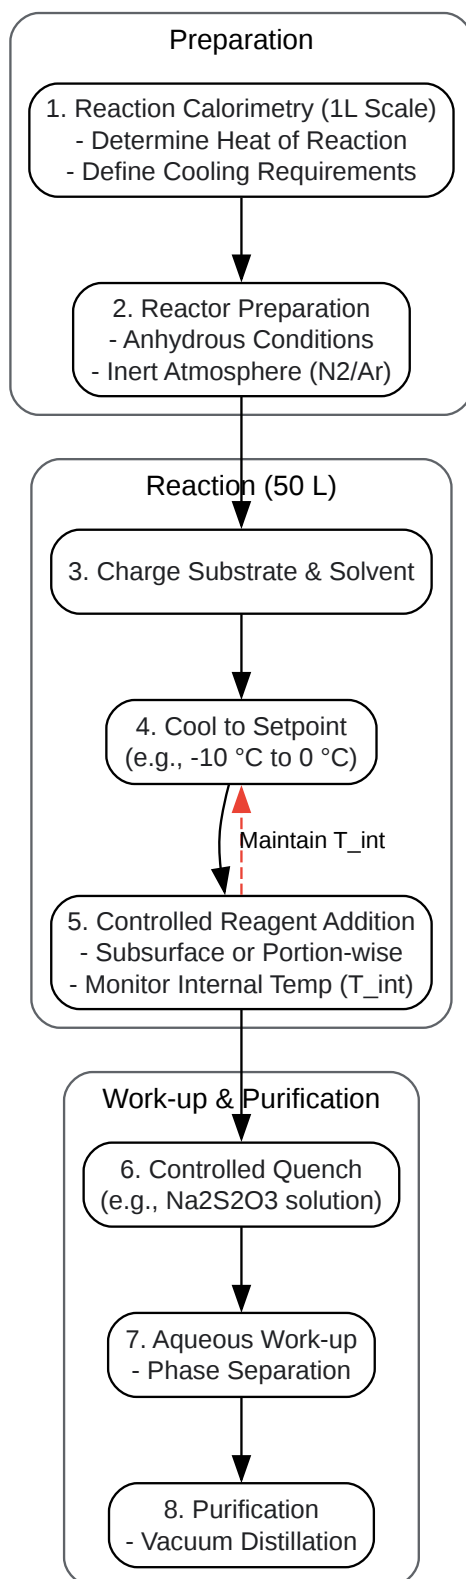 Preparation
1. Reaction Calorimetry (1L Scale)
- Determine Heat of Reaction
- Define Cooling Requirements
2. Reactor Preparation
- Anhydrous Conditions
- Inert Atmosphere (N2/Ar)
Reaction (50 L)
3. Charge Substrate & Solvent
4. Cool to Setpoint
(e.g., -10 °C to 0 °C)
Maintain T_int
5. Controlled Reagent Addition
- Subsurface or Portion-wise
- Monitor Internal Temp (T_int)
Work-up & Purification
6. Controlled Quench
(e.g., Na2S2O3 solution)
7. Aqueous Work-up
- Phase Separation
8. Purification
- Vacuum Distillation